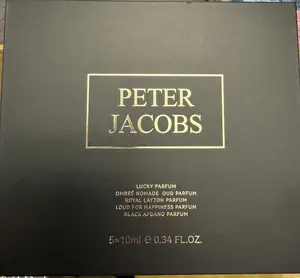 PETER
JACOBS
LUCKY PARFUM
OMBRÉ NOMADE OUD PARFUM
ROYAL LAYTON PARFUM
LOUD FOR HAPPINESS PARFUM
BLACK AFGANO PARFUM
5×10ml ℮ 0.34 FL.OZ.